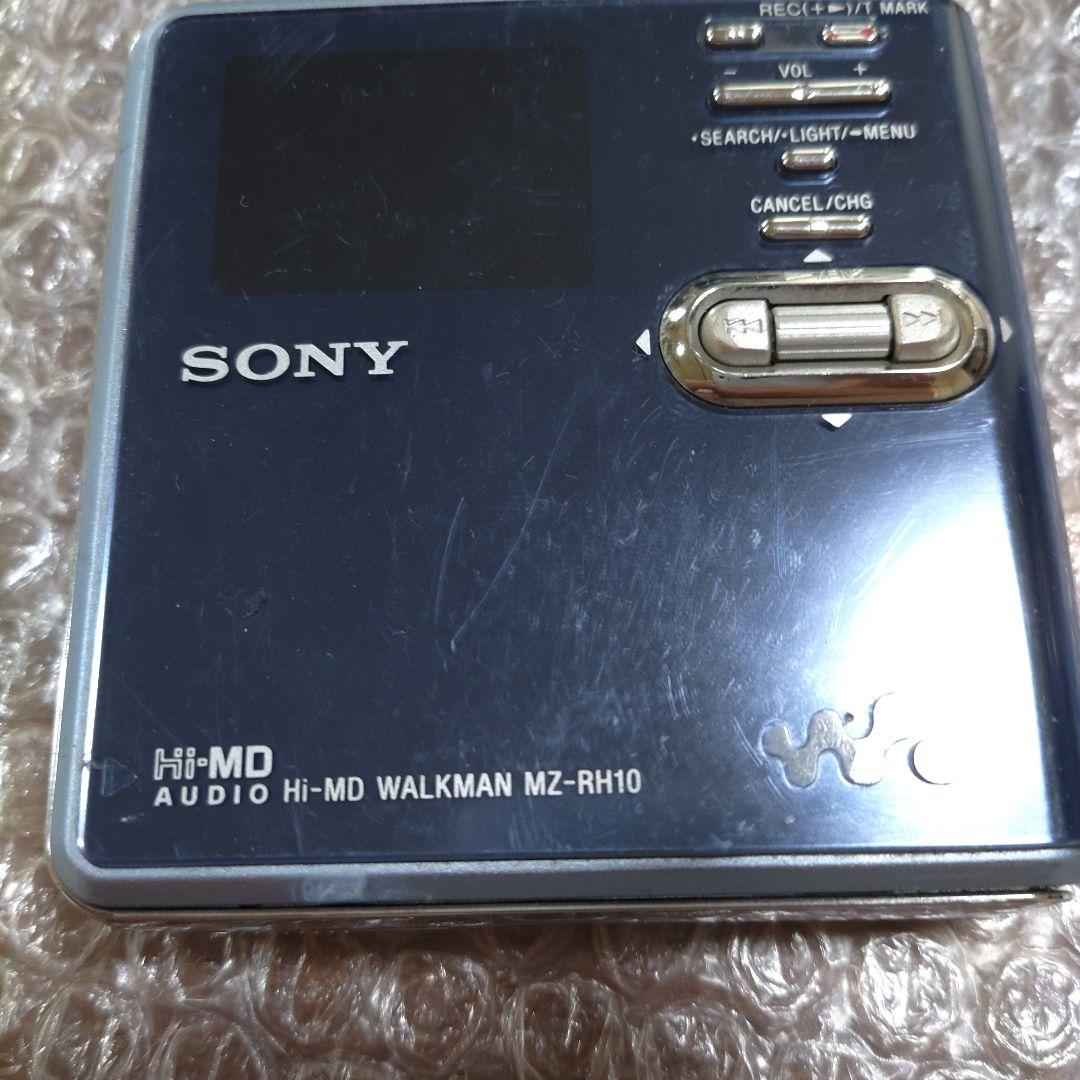 REC(+►)/T MARK
– VOL +
•SEARCH/•LIGHT/━MENU
CANCEL/CHG
SONY
Hi-MD
AUDIO Hi-MD WALKMAN MZ-RH10